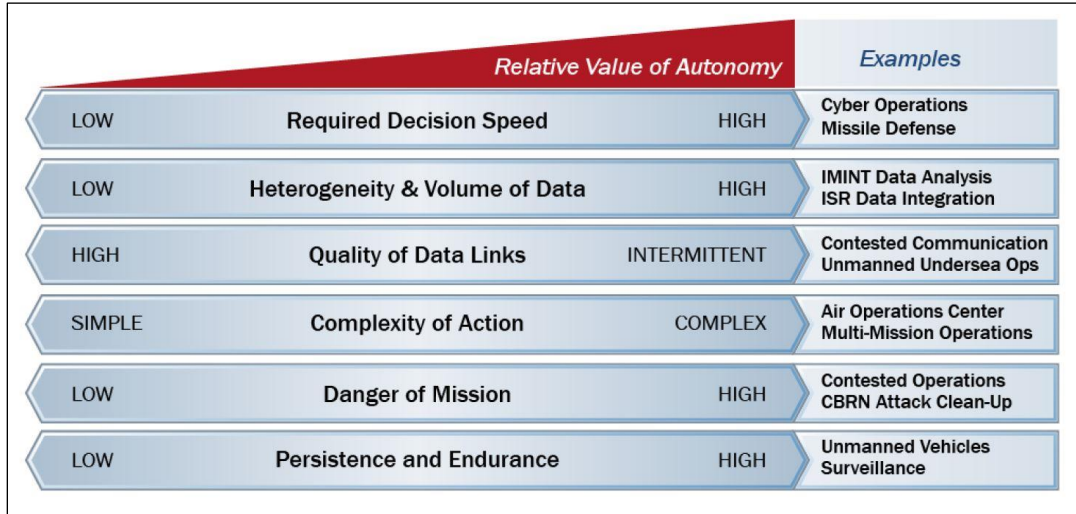 Relative Value of Autonomy
Examples
LOW Required Decision Speed HIGH
Cyber Operations
Missile Defense
LOW Heterogeneity & Volume of Data HIGH
IMINT Data Analysis
ISR Data Integration
HIGH Quality of Data Links INTERMITTENT
Contested Communication
Unmanned Undersea Ops
SIMPLE Complexity of Action COMPLEX
Air Operations Center
Multi-Mission Operations
LOW Danger of Mission HIGH
Contested Operations
CBRN Attack Clean-Up
LOW Persistence and Endurance HIGH
Unmanned Vehicles
Surveillance